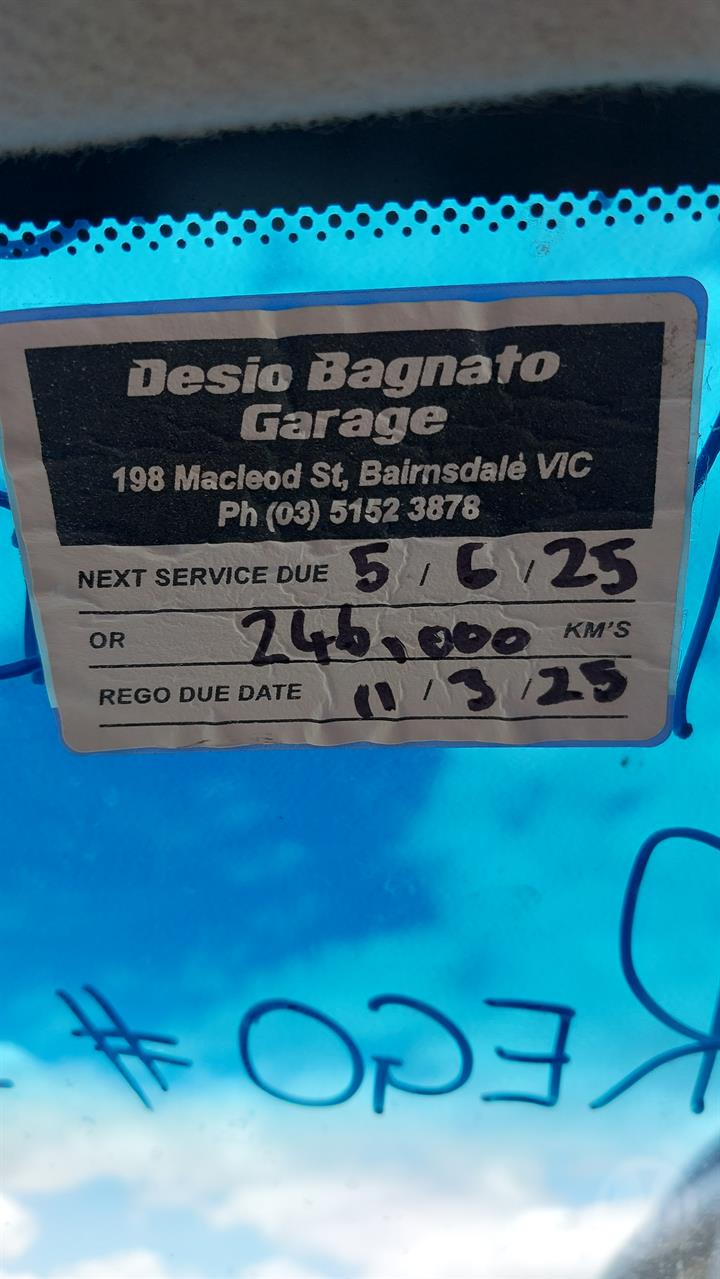 Desio Bagnato
Garage
198 Macleod St, Bairnsdale VIC
Ph (03) 5152 3878
NEXT SERVICE DUE 5 / 6 / 25
OR 246,000 KM'S
REGO DUE DATE 11 / 3 / 25
REGO #